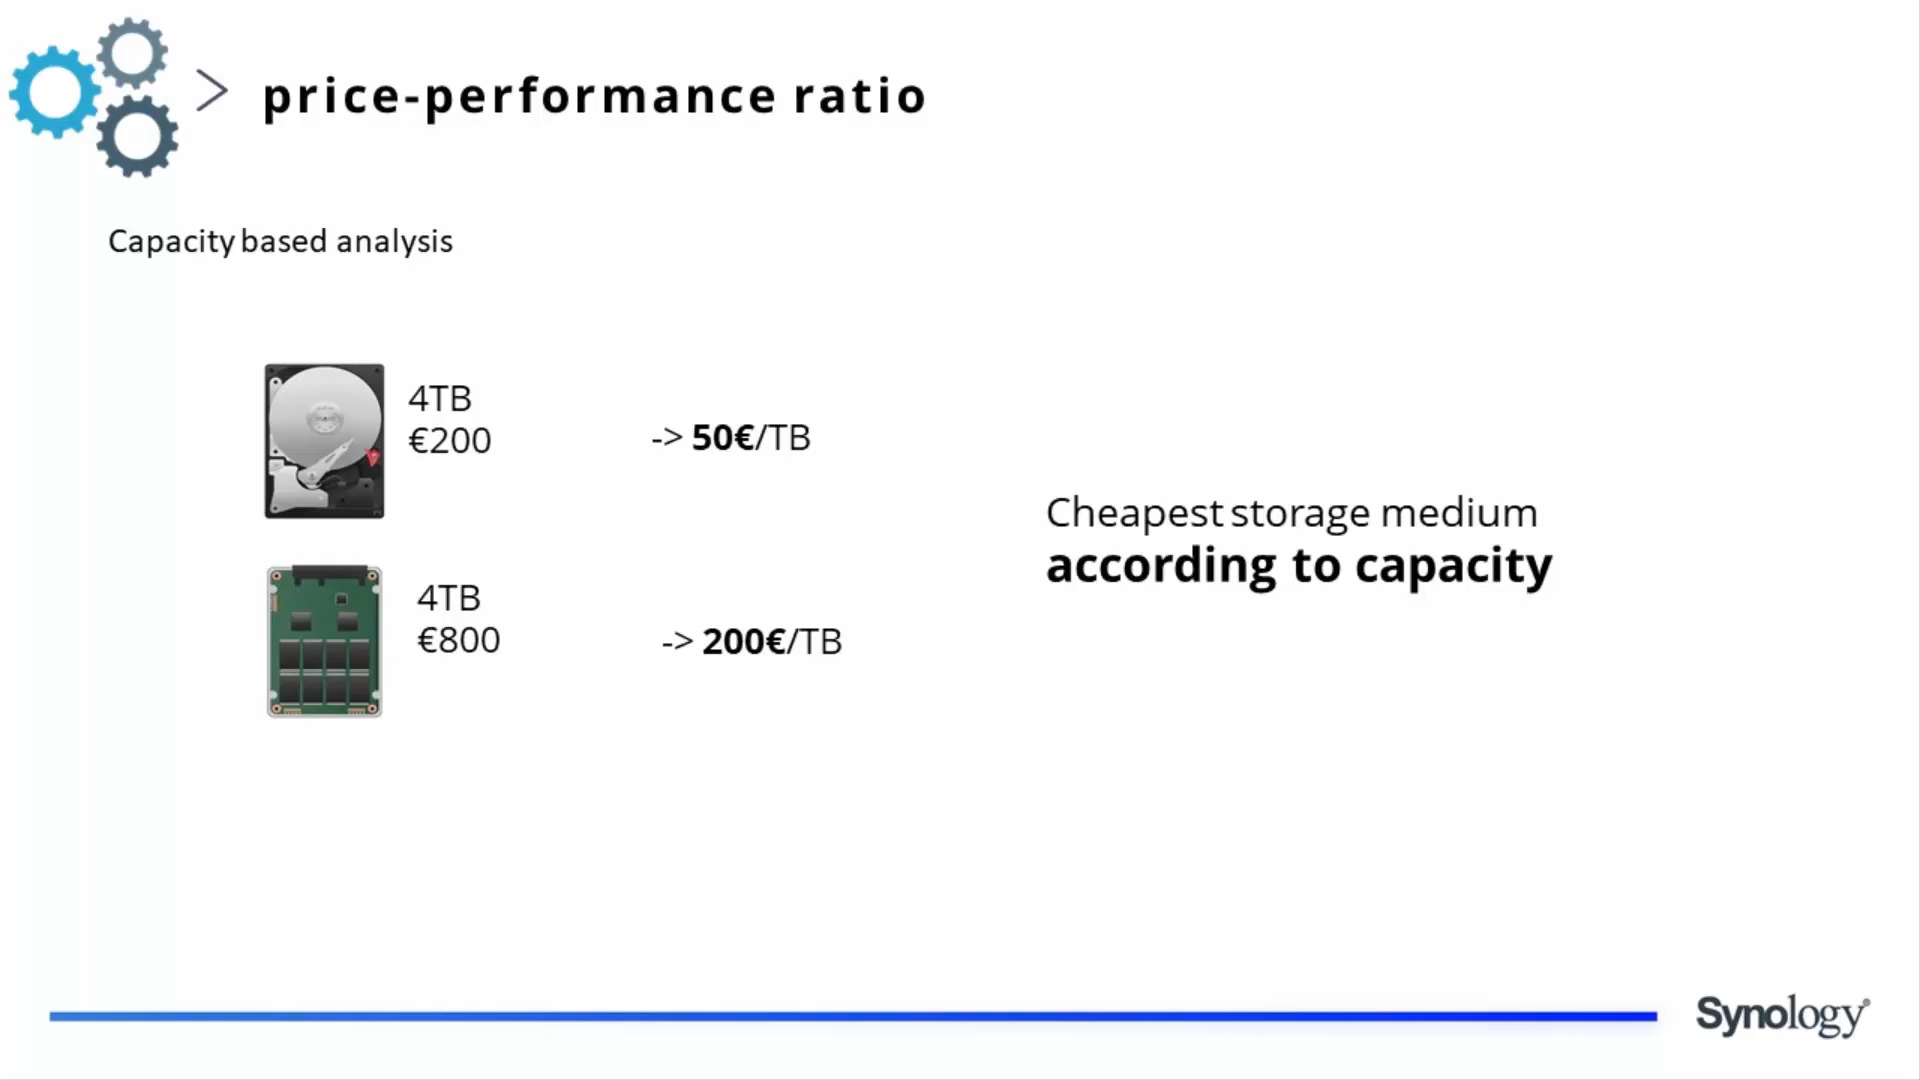 price-performance ratio
Capacity based analysis
4TB
€200
-> 50€/TB
4TB
€800
-> 200€/TB
Cheapest storage medium
according to capacity
Synology®